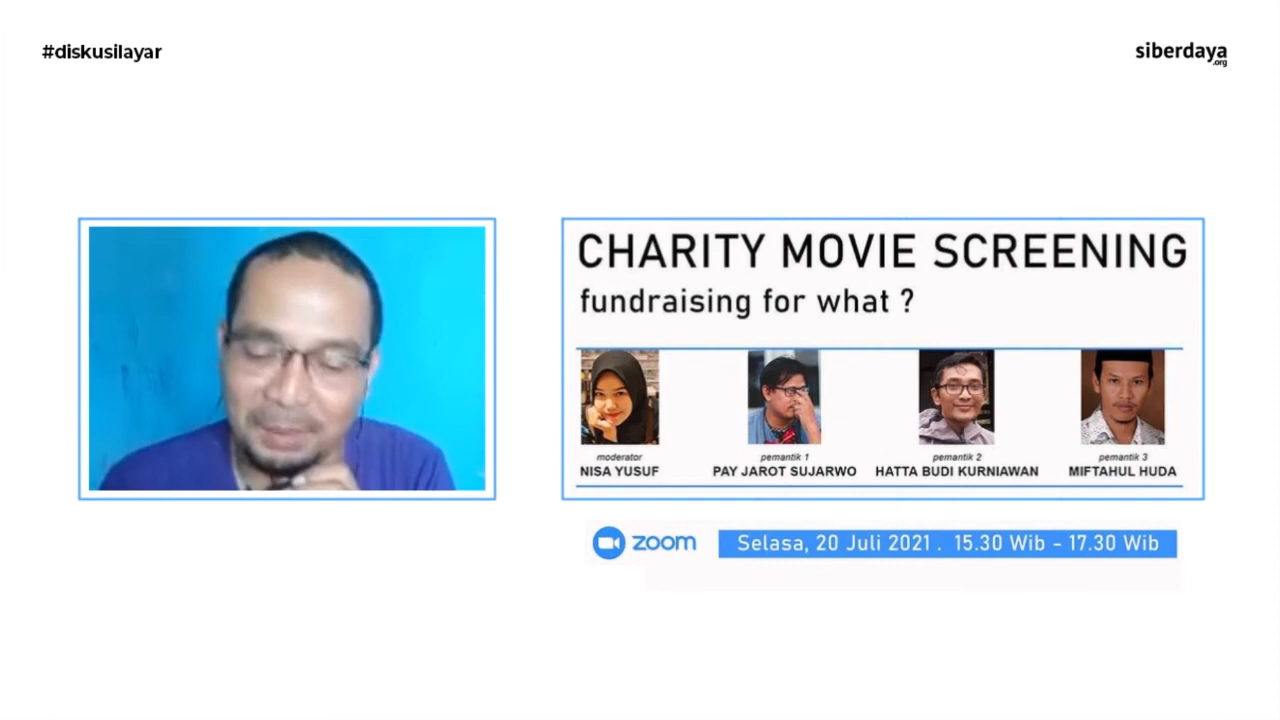 #diskusilayar
siberdaya
.org
CHARITY MOVIE SCREENING
fundraising for what ?
moderator
NISA YUSUF
pemantik 1
PAY JAROT SUJARWO
pemantik 2
HATTA BUDI KURNIAWAN
pemantik 3
MIFTAHUL HUDA
zoom
Selasa, 20 Juli 2021 . 15.30 Wib - 17.30 Wib